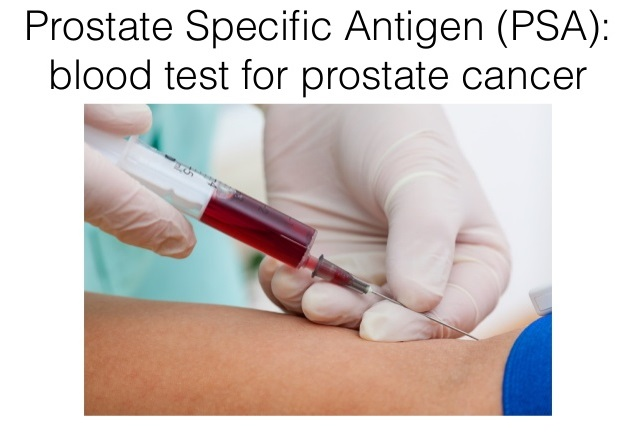 Prostate Specific Antigen (PSA):
blood test for prostate cancer